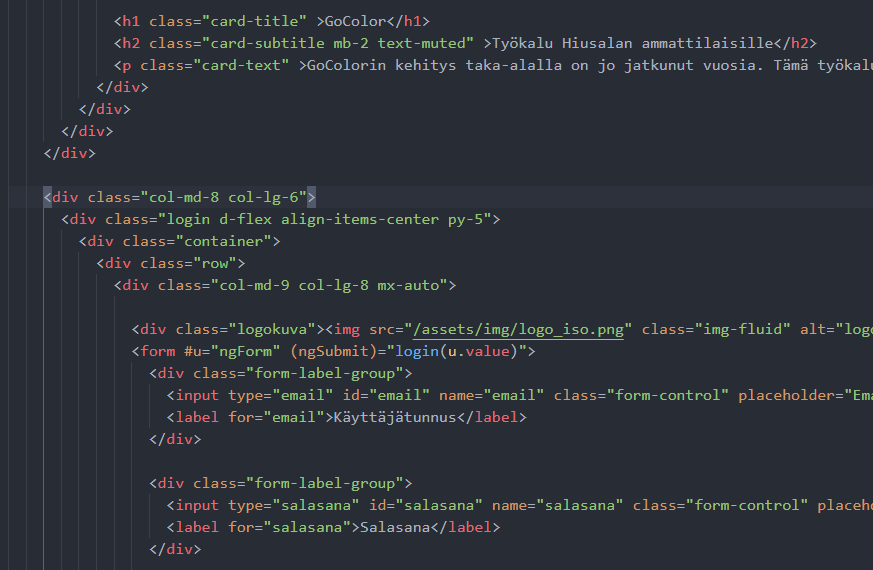 <h1 class="card-title" >GoColor</h1>
<h2 class="card-subtitle mb-2 text-muted" >Työkalu Hiusalan ammattilaisille</h2>
<p class="card-text" >GoColorin kehitys taka-alalla on jo jatkunut vuosia. Tämä työkalu
</div>
</div>
</div>
</div>
<div class="col-md-8 col-lg-6">
<div class="login d-flex align-items-center py-5">
<div class="container">
<div class="row">
<div class="col-md-9 col-lg-8 mx-auto">
<div class="logokuva"><img src="/assets/img/logo_iso.png" class="img-fluid" alt="logo
<form #u="ngForm" (ngSubmit)="login(u.value)">
<div class="form-label-group">
<input type="email" id="email" name="email" class="form-control" placeholder="Ema
<label for="email">Käyttäjätunnus</label>
</div>
<div class="form-label-group">
<input type="salasana" id="salasana" name="salasana" class="form-control" placeho
<label for="salasana">Salasana</label>
</div>